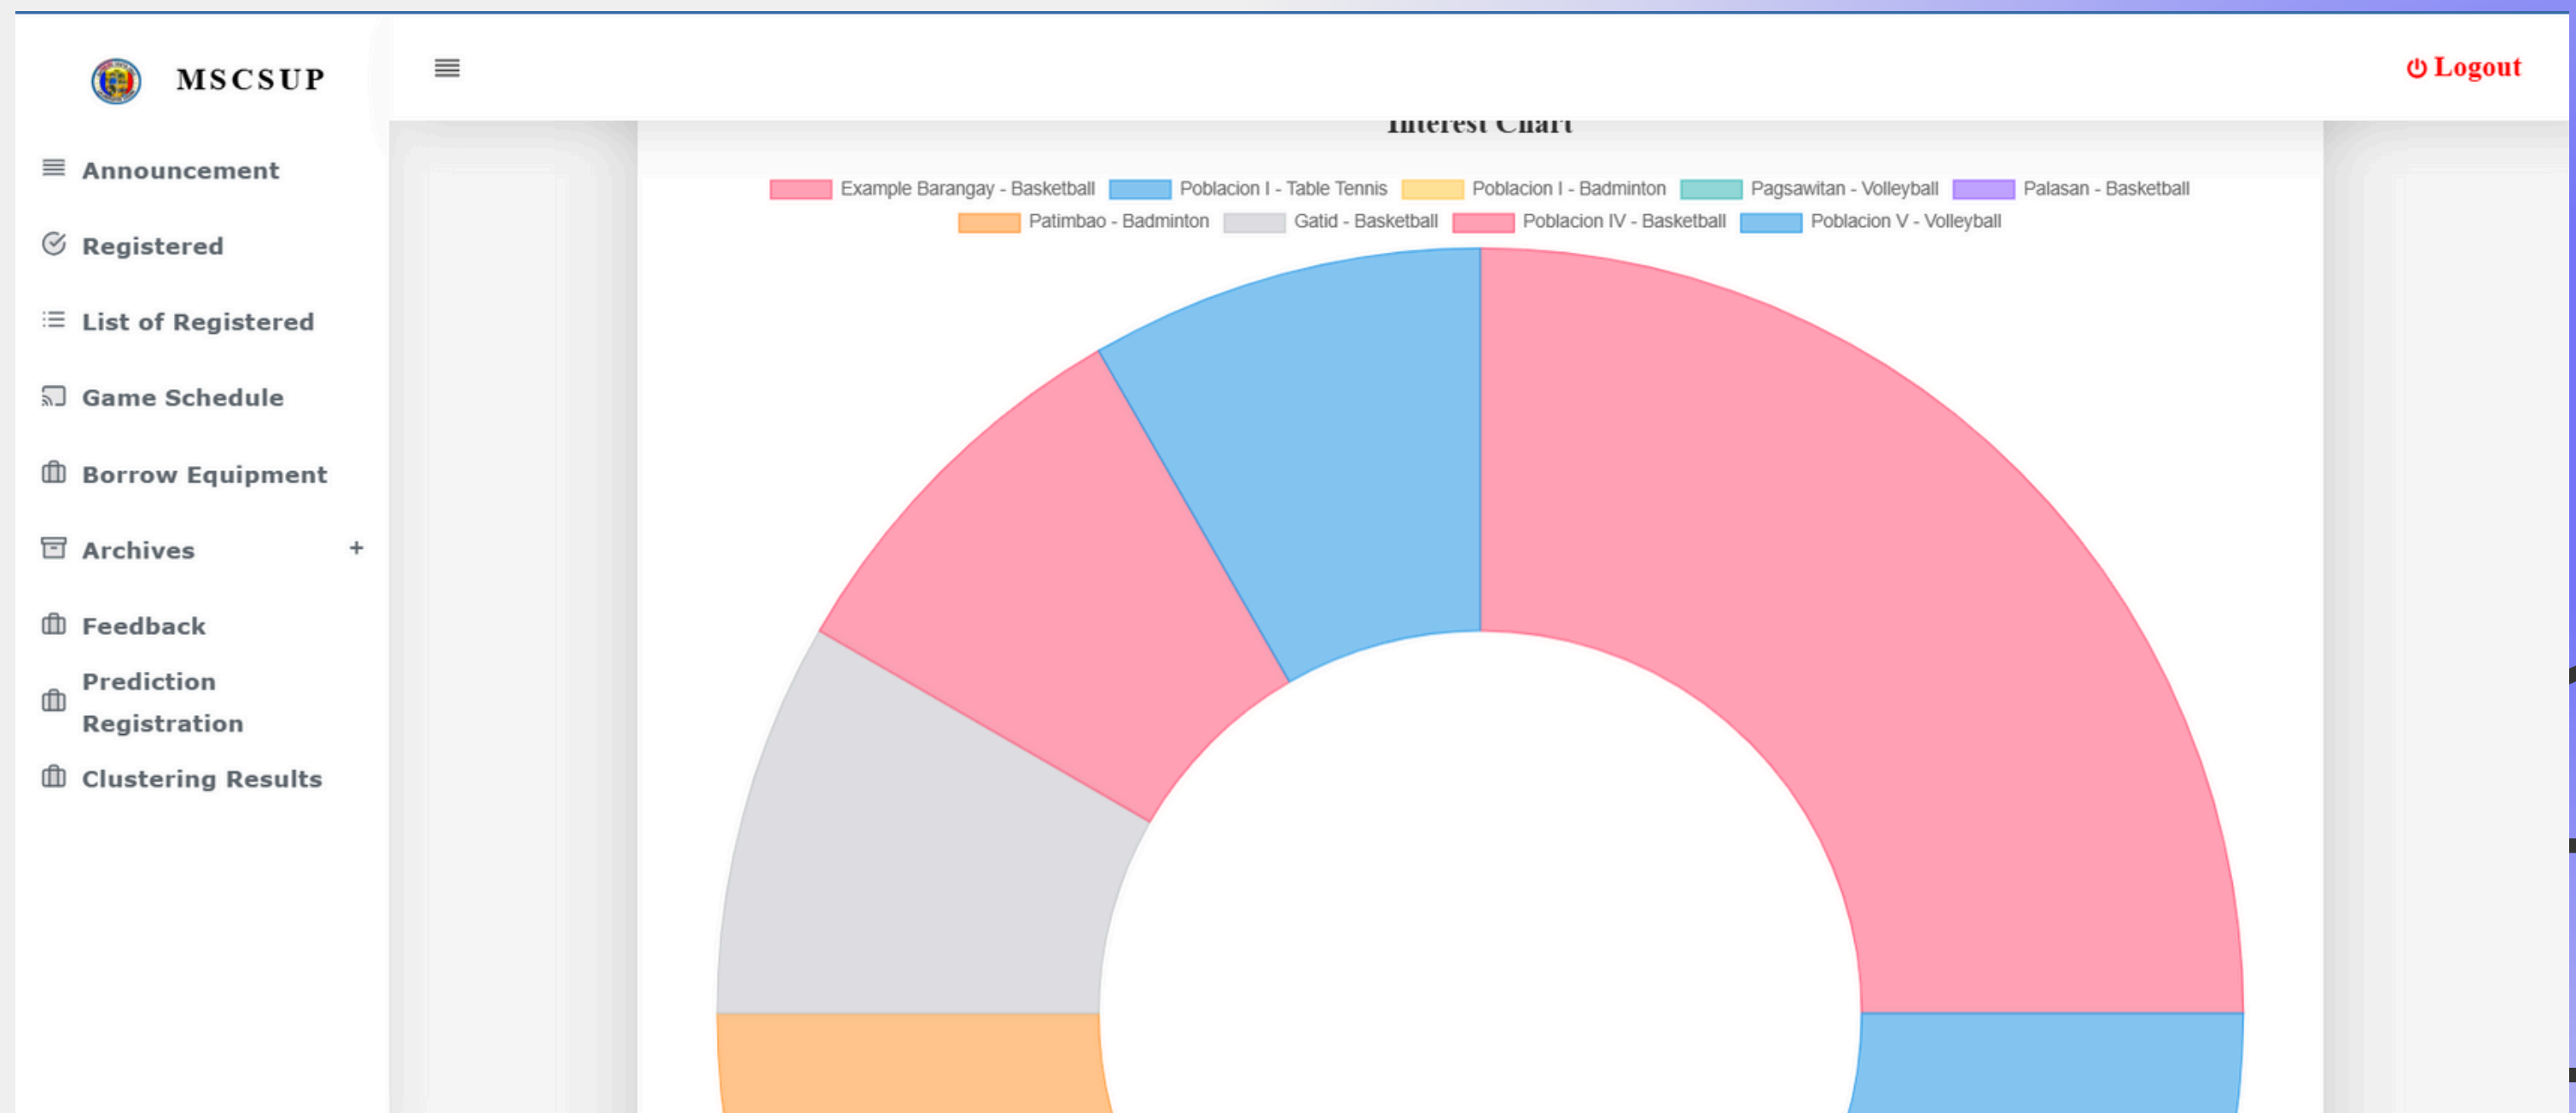 MSCSUP
Logout
Announcement
Registered
List of Registered
Game Schedule
Borrow Equipment
Archives +
Feedback
Prediction
Registration
Clustering Results
Interest Chart
Example Barangay - Basketball Poblacion I - Table Tennis Poblacion I - Badminton Pagsawitan - Volleyball Palasan - Basketball
Patimbao - Badminton Gatid - Basketball Poblacion IV - Basketball Poblacion V - Volleyball